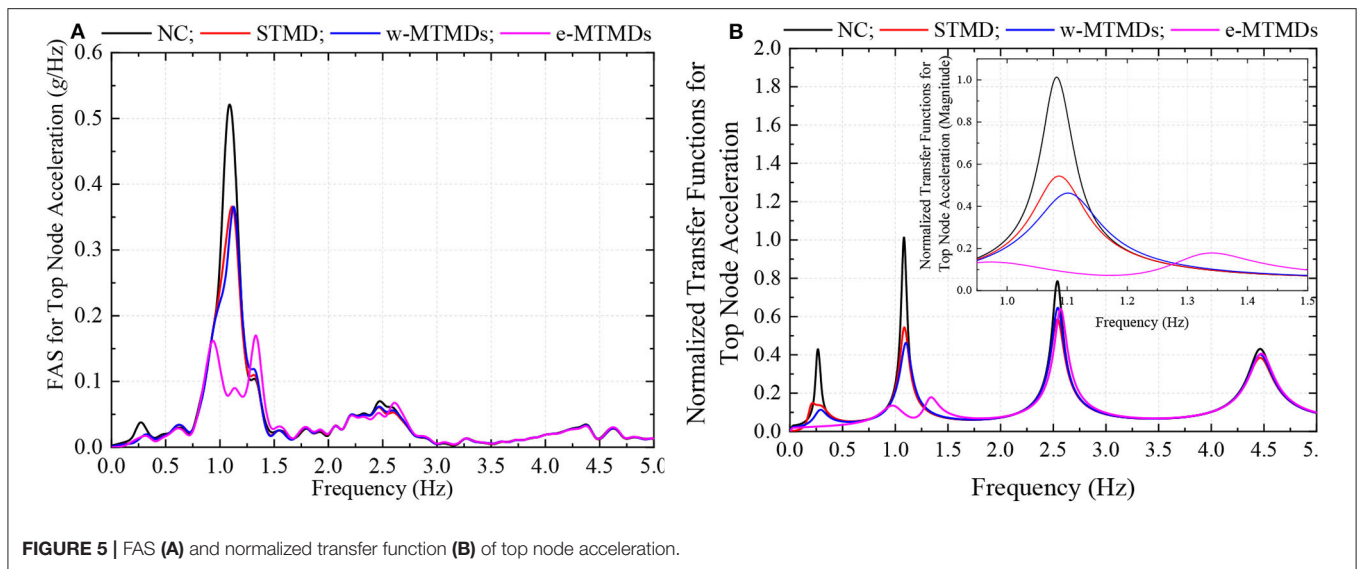 A
NC; STMD; w-MTMDs; e-MTMDs
FAS for Top Node Acceleration (g/Hz)
0.6
0.5
0.4
0.3
0.2
0.1
0.0
0.0 0.5 1.0 1.5 2.0 2.5 3.0 3.5 4.0 4.5 5.0
Frequency (Hz)
B
NC; STMD; w-MTMDs; e-MTMDs
Normalized Transfer Functions for
Top Node Acceleration
2.0
1.8
1.6
1.4
1.2
1.0
0.8
0.6
0.4
0.2
0.0
0.0 0.5 1.0 1.5 2.0 2.5 3.0 3.5 4.0 4.5 5.
Frequency (Hz)
Normalized Transfer Functions for
Top Node Acceleration (Magnitude)
1.0
0.8
0.6
0.4
0.2
0.0
1.0 1.1 1.2 1.3 1.4 1.5
Frequency (Hz)
FIGURE 5 | FAS (A) and normalized transfer function (B) of top node acceleration.